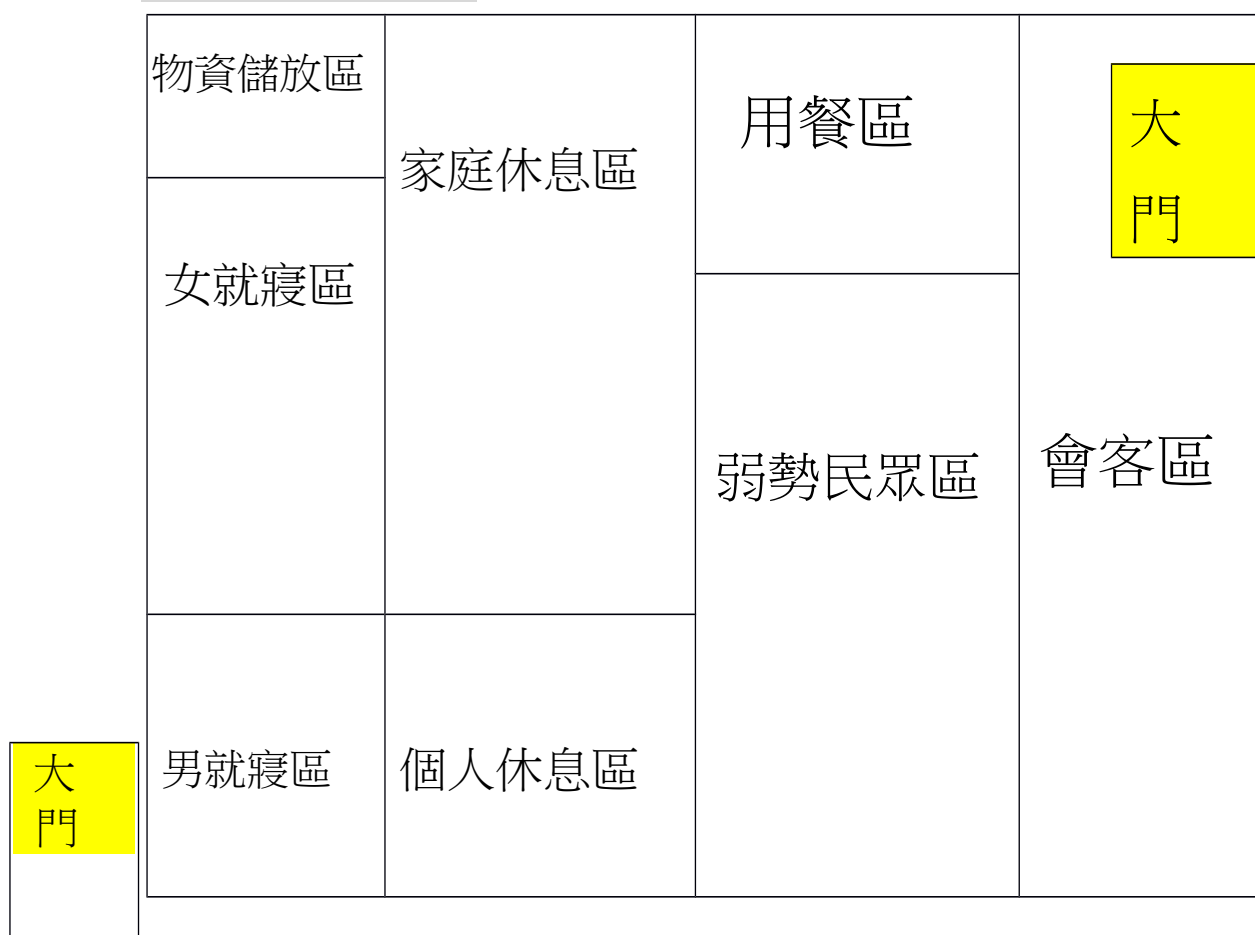 物資儲放區
家庭休息區
用餐區
大
門
女就寢區
弱勢民眾區
會客區
男就寢區
個人休息區
大
門